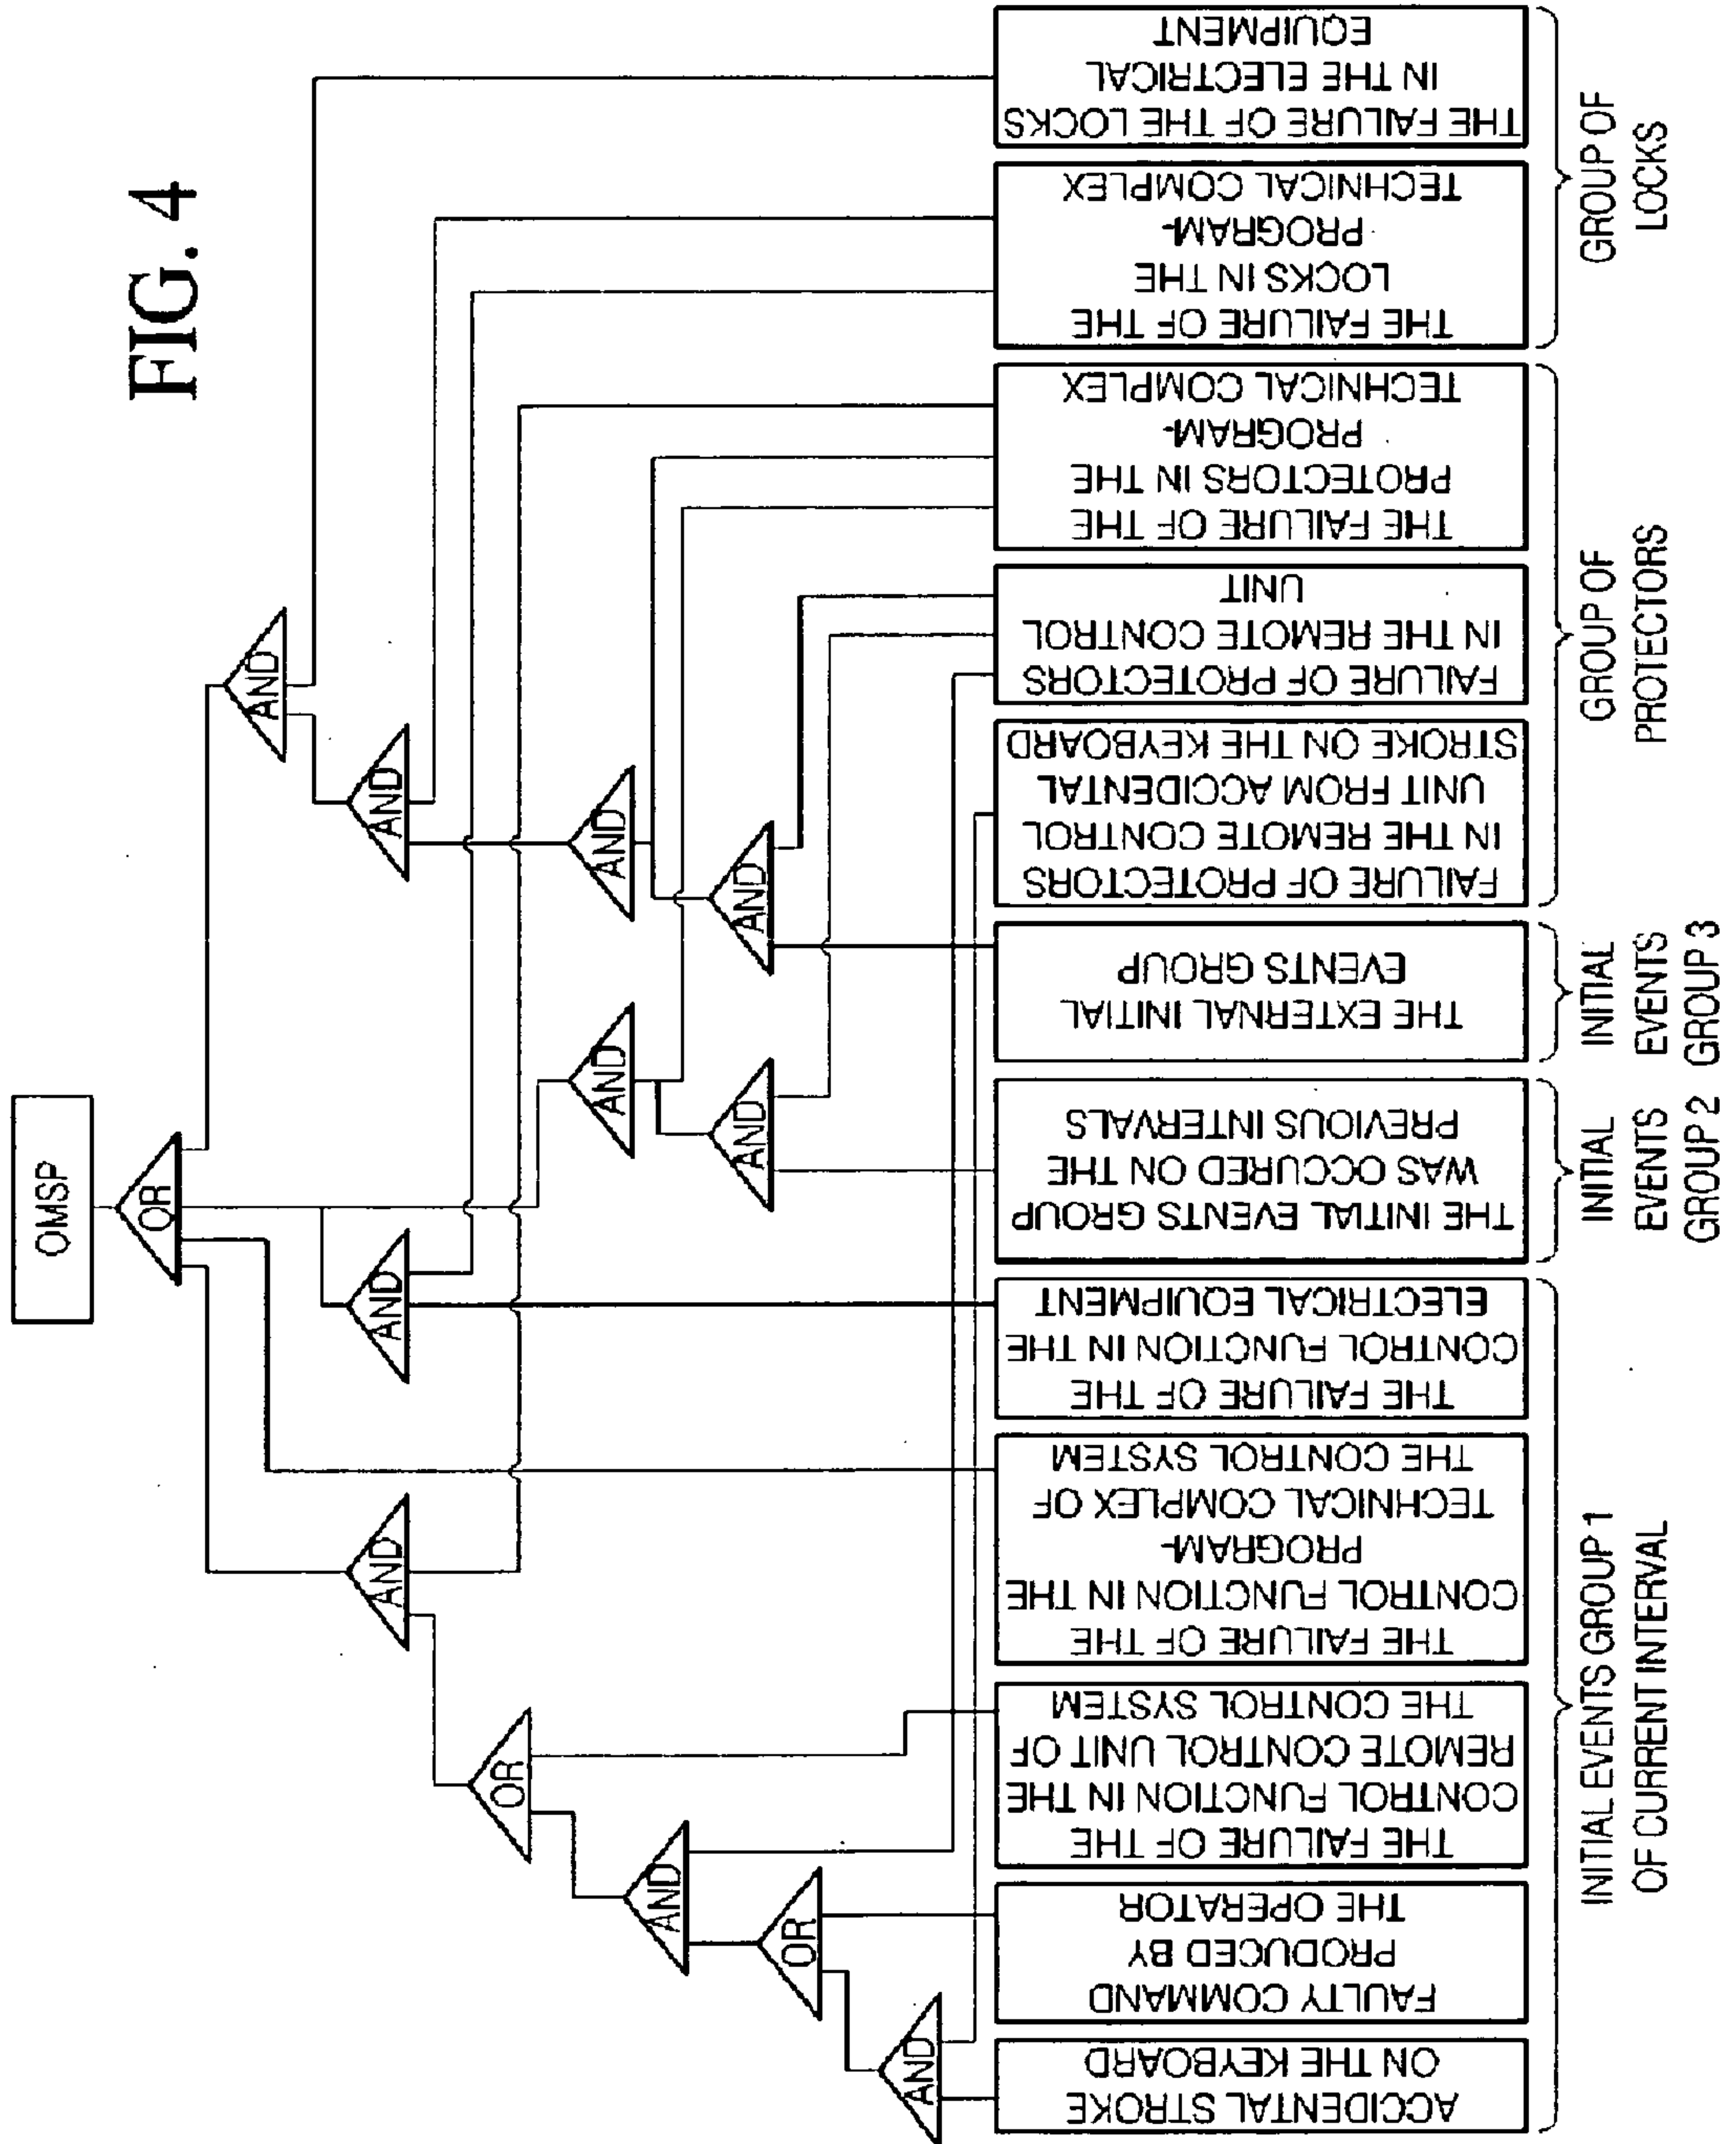 FIG. 4
OMSP
OR
AND
AND
AND
AND
OR
AND
AND
AND
AND
AND
OR
AND
ACCIDENTAL STROKE
ON THE KEYBOARD
FAULTY COMMAND
PRODUCED BY
THE OPERATOR
THE FAILURE OF THE
CONTROL FUNCTION IN THE
REMOTE CONTROL UNIT OF
THE CONTROL SYSTEM
THE FAILURE OF THE
CONTROL FUNCTION IN THE
PROGRAM-
TECHNICAL COMPLEX OF
THE CONTROL SYSTEM
THE FAILURE OF THE
CONTROL FUNCTION IN THE
ELECTRICAL EQUIPMENT
THE INITIAL EVENTS GROUP
WAS OCCURED ON THE
PREVIOUS INTERVALS
THE EXTERNAL INITIAL
EVENTS GROUP
FAILURE OF PROTECTORS
IN THE REMOTE CONTROL
UNIT FROM ACCIDENTAL
STROKE ON THE KEYBOARD
FAILURE OF PROTECTORS
IN THE REMOTE CONTROL
UNIT
THE FAILURE OF THE
PROTECTORS IN THE
PROGRAM-
TECHNICAL COMPLEX
THE FAILURE OF THE
LOCKS IN THE
PROGRAM-
TECHNICAL COMPLEX
THE FAILURE OF THE LOCKS
IN THE ELECTRICAL
EQUIPMENT
INITIAL EVENTS GROUP 1
OF CURRENT INTERVAL
INITIAL
EVENTS
GROUP 2
INITIAL
EVENTS
GROUP 3
GROUP OF
PROTECTORS
GROUP OF
LOCKS